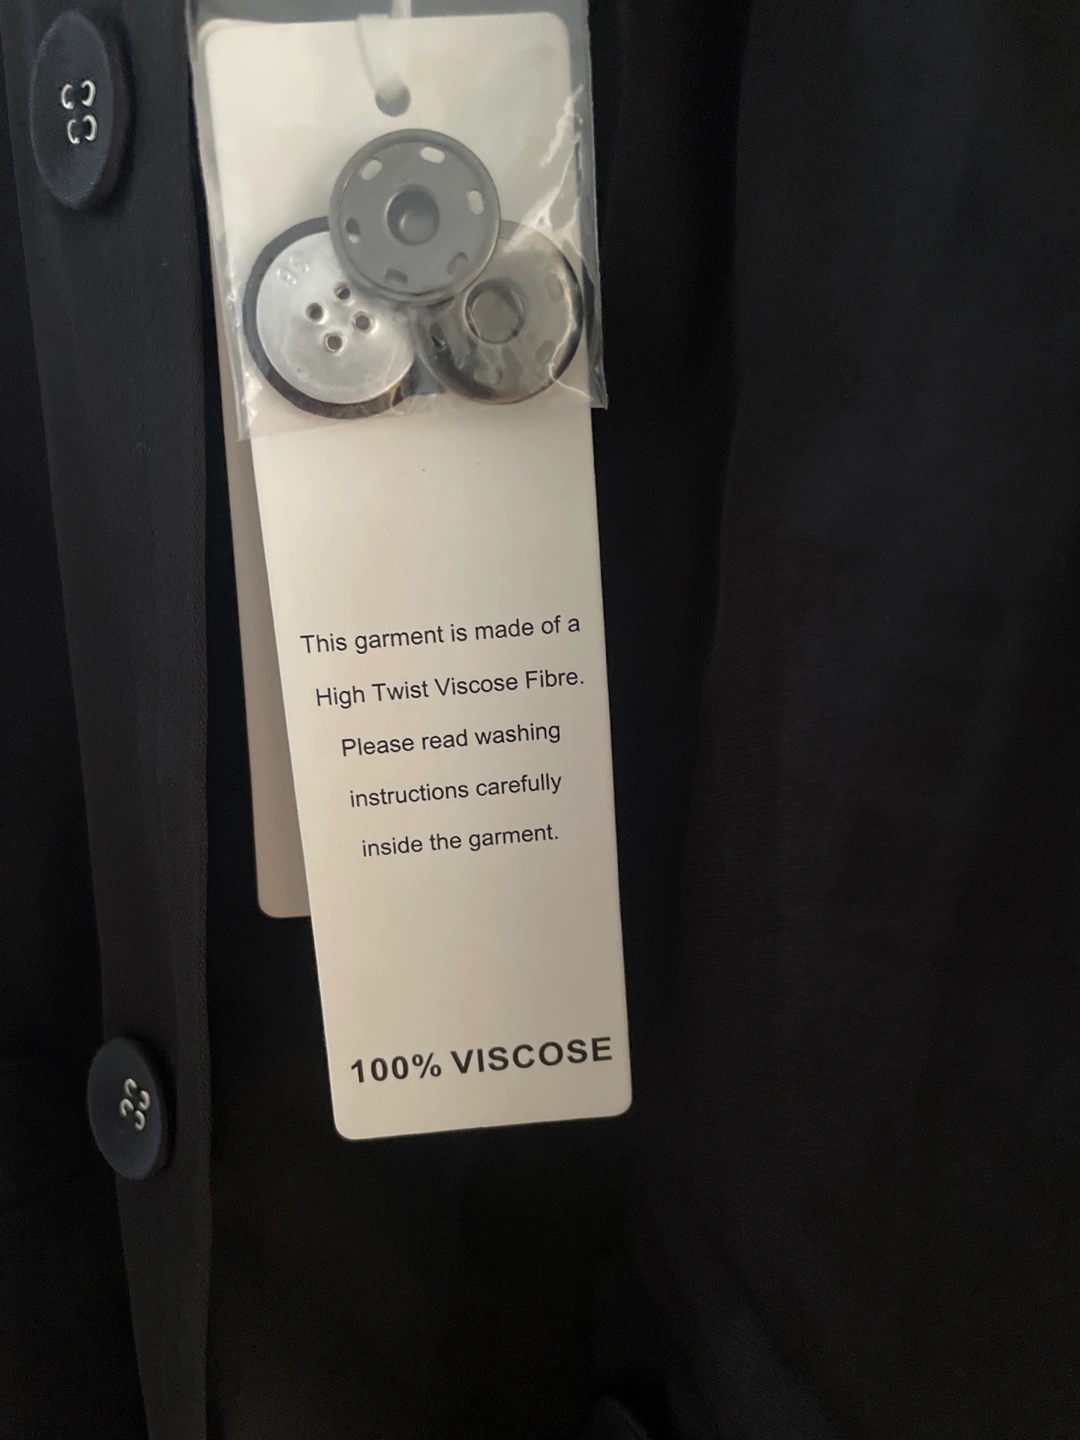 This garment is made of a
High Twist Viscose Fibre.
Please read washing
instructions carefully
inside the garment.
100% VISCOSE